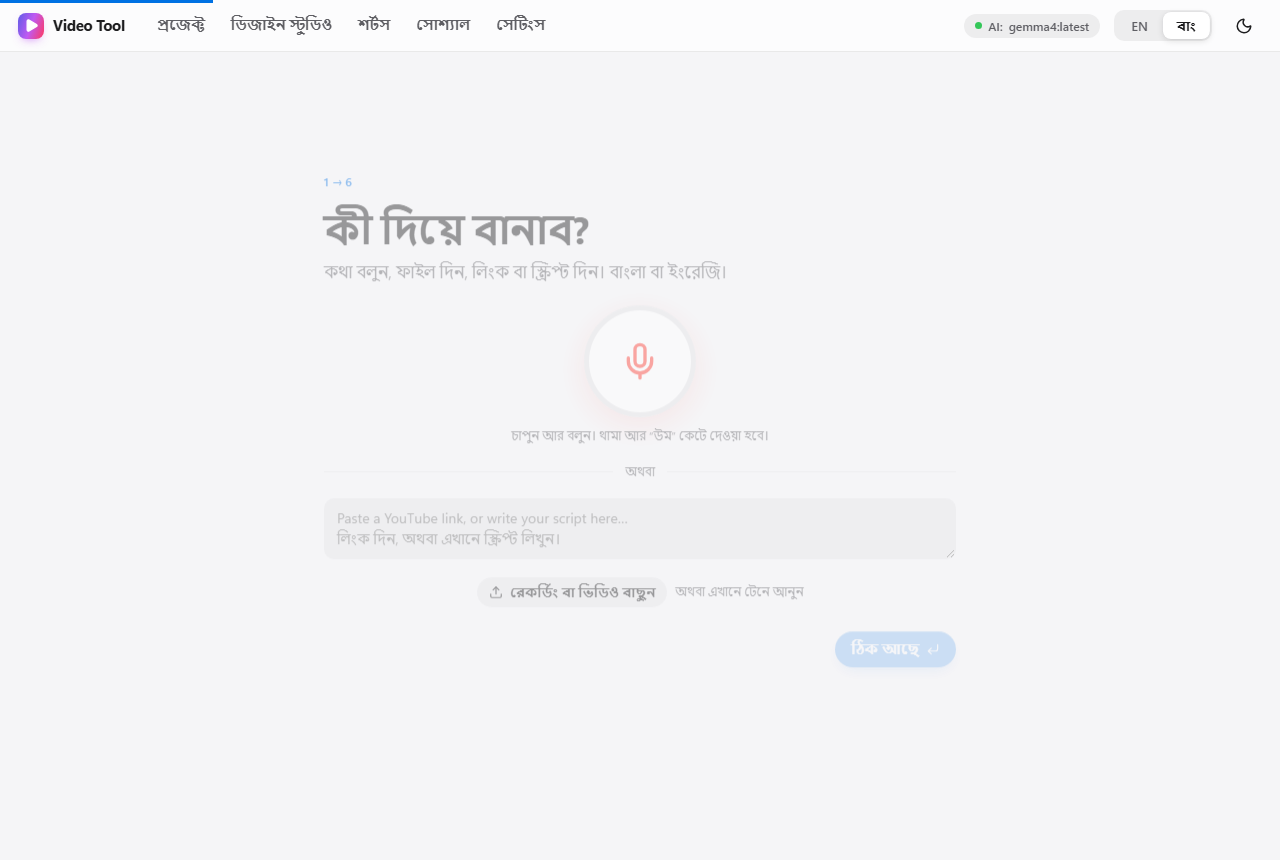 Video Tool
প্রজেক্ট
ডিজাইন স্টুডিও
শর্টস
সোশ্যাল
সেটিংস
AI: gemma4:latest
EN
বাং
1 → 6
কী দিয়ে বানাব?
কথা বলুন, ফাইল দিন, লিংক বা স্ক্রিপ্ট দিন। বাংলা বা ইংরেজি।
চাপুন আর বলুন। থামা আর "উম" কেটে দেওয়া হবে।
অথবা
Paste a YouTube link, or write your script here...
লিংক দিন, অথবা এখানে স্ক্রিপ্ট লিখুন।
রেকর্ডিং বা ভিডিও বাছুন
অথবা এখানে টেনে আনুন
ঠিক আছে